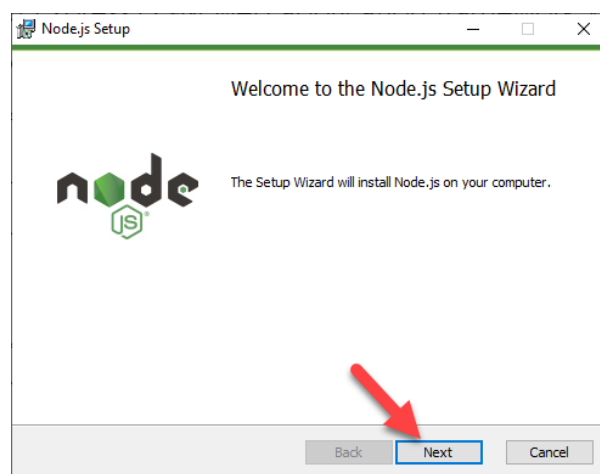 Node.js Setup
Welcome to the Node.js Setup Wizard
The Setup Wizard will install Node.js on your computer.
node
JS
Back Next Cancel